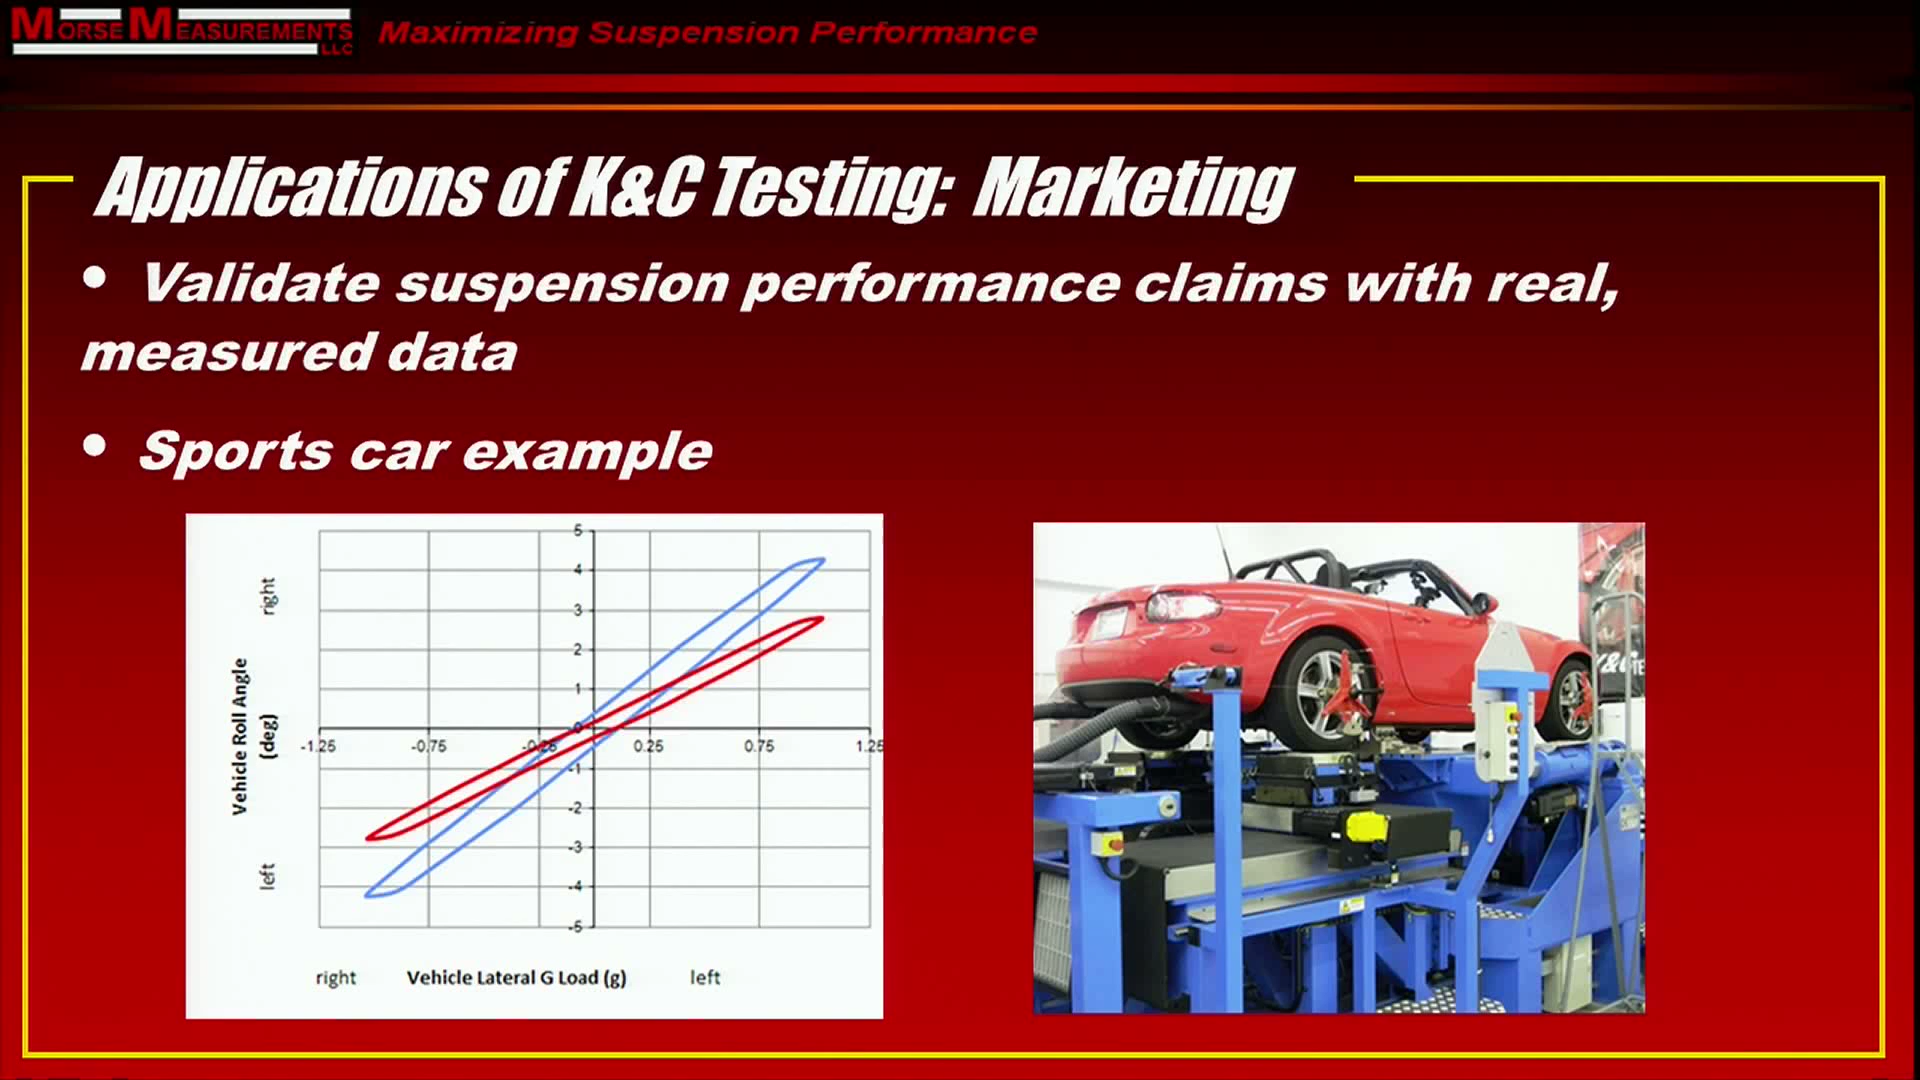 MORSE MEASUREMENTS LLC
Maximizing Suspension Performance
Applications of K&C Testing: Marketing
• Validate suspension performance claims with real,
measured data
• Sports car example
5
4
3
2
1
0
-1
-2
-3
-4
-5
-1.25 -0.75 -0.25 0.25 0.75 1.25
right
Vehicle Roll Angle
(deg)
left
right Vehicle Lateral G Load (g) left
K&C